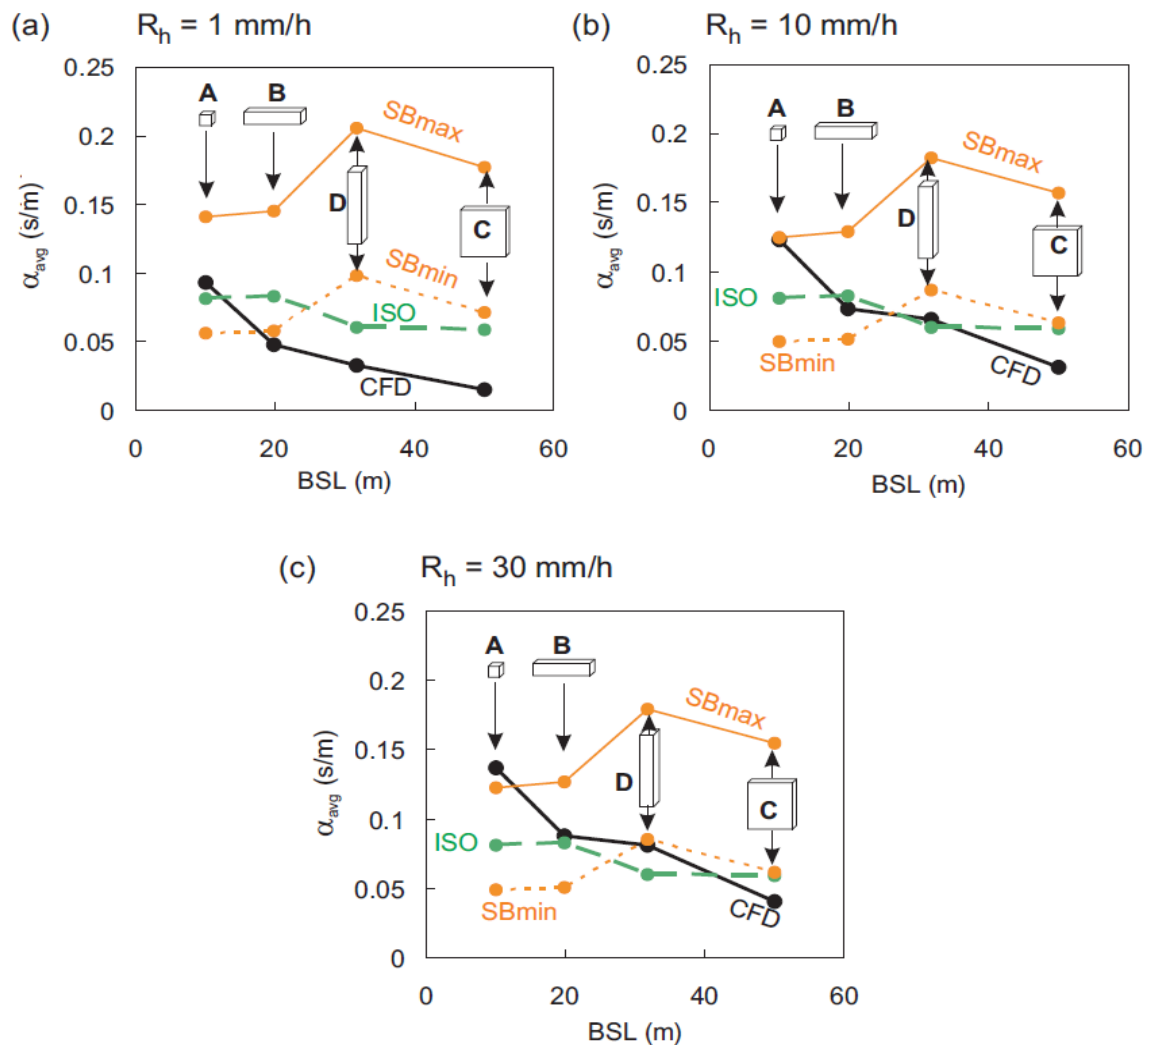 (a) R_h = 1 mm/h
0.25
0.2
0.15
0.1
0.05
0
α_avg (s/m)
A
B
SBmax
D
C
SBmin
ISO
CFD
0 20 40 60
BSL (m)
(b) R_h = 10 mm/h
0.25
0.2
0.15
0.1
0.05
0
α_avg (s/m)
A
B
SBmax
D
C
ISO
SBmin
CFD
0 20 40 60
BSL (m)
(c) R_h = 30 mm/h
0.25
0.2
0.15
0.1
0.05
0
α_avg (s/m)
A
B
SBmax
D
C
ISO
SBmin
CFD
0 20 40 60
BSL (m)